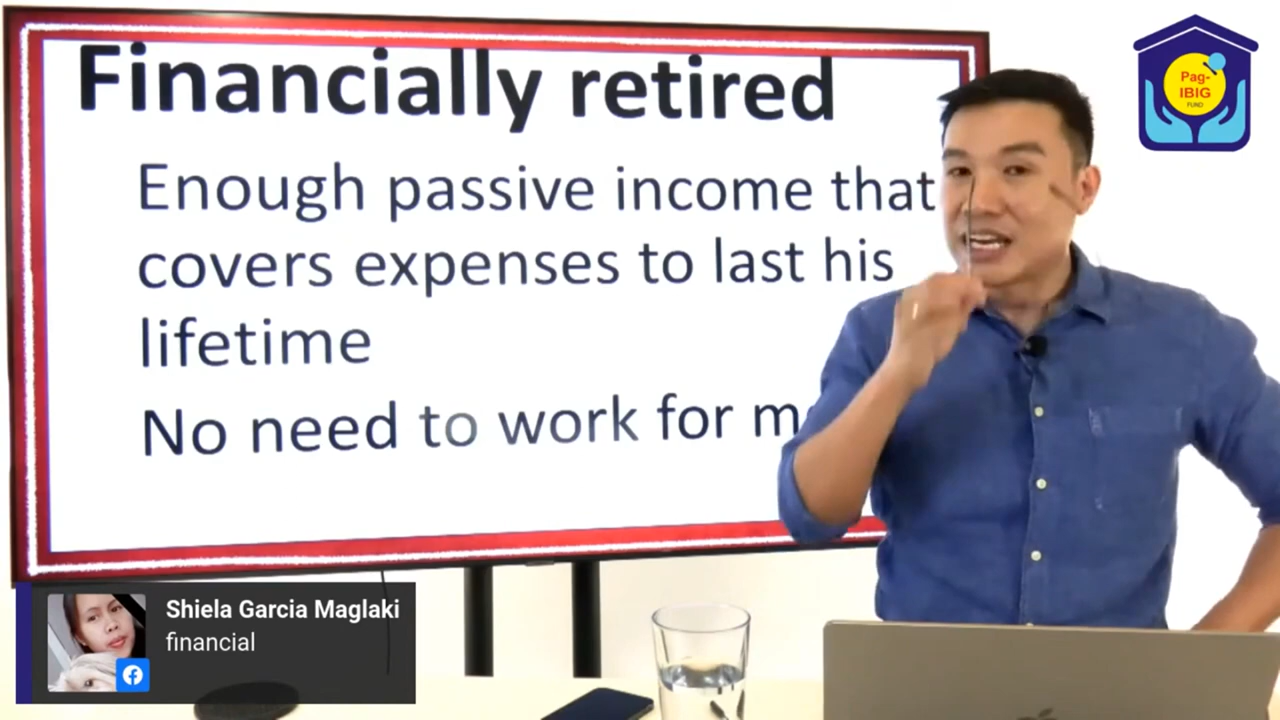 Financially retired
Enough passive income that
covers expenses to last his
lifetime
No need to work for m
Pag-
IBIG
FUND
Shiela Garcia Maglaki
financial